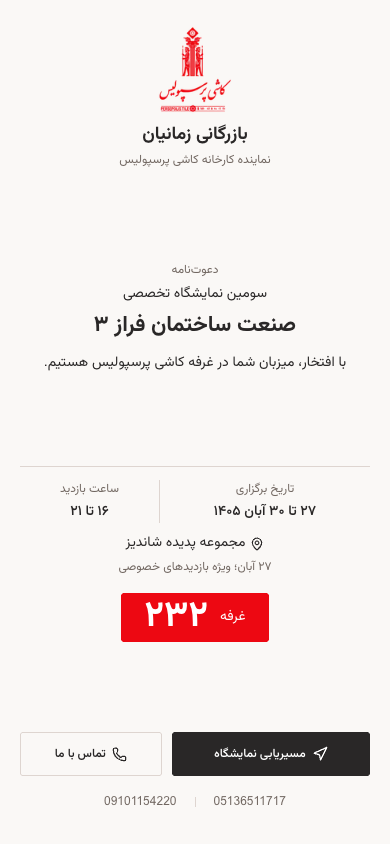 کاشی پرسپولیس
PERSEPOLIS TILE
بازرگانی زمانیان
نماینده کارخانه کاشی پرسپولیس
دعوت‌نامه
سومین نمایشگاه تخصصی
صنعت ساختمان فراز ۳
با افتخار، میزبان شما در غرفه کاشی پرسپولیس هستیم.
تاریخ برگزاری
۲۷ تا ۳۰ آبان ۱۴۰۵
ساعت بازدید
۱۶ تا ۲۱
مجموعه پدیده شاندیز
۲۷ آبان؛ ویژه بازدیدهای خصوصی
غرفه ۲۳۲
مسیریابی نمایشگاه
تماس با ما
05136511717
09101154220